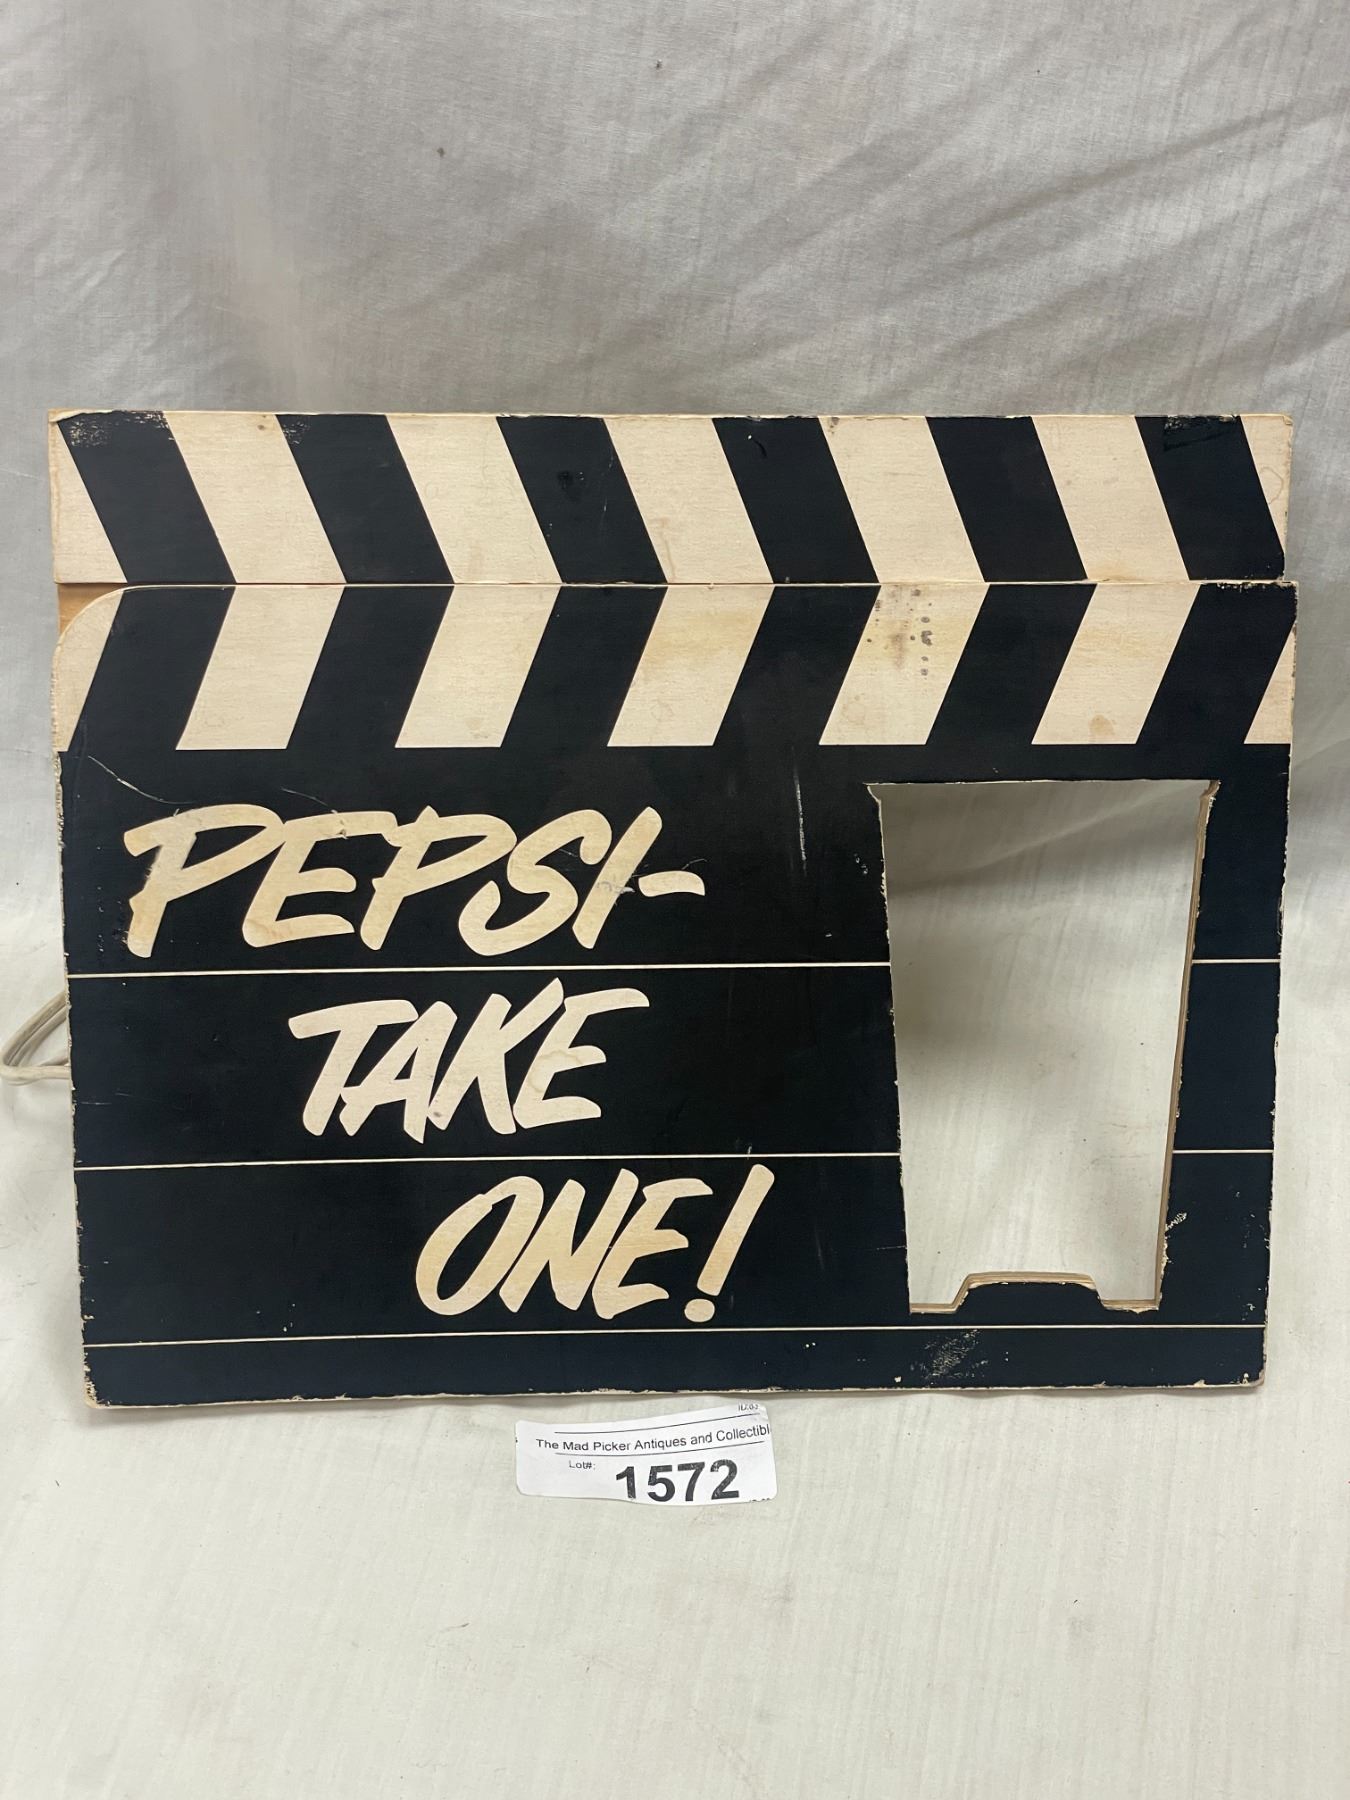 PEPSI-
TAKE
ONE!
The Mad Picker Antiques and Collectibl
Lot#: 1572